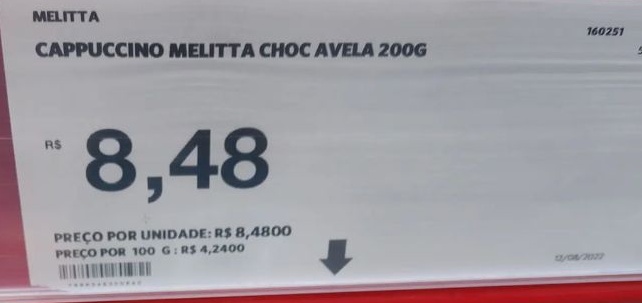 MELITTA
160251
CAPPUCCINO MELITTA CHOC AVELA 200G
R$ 8,48
PREÇO POR UNIDADE: R$ 8,4800
PREÇO POR 100 G : R$ 4,2400
12/08/2022